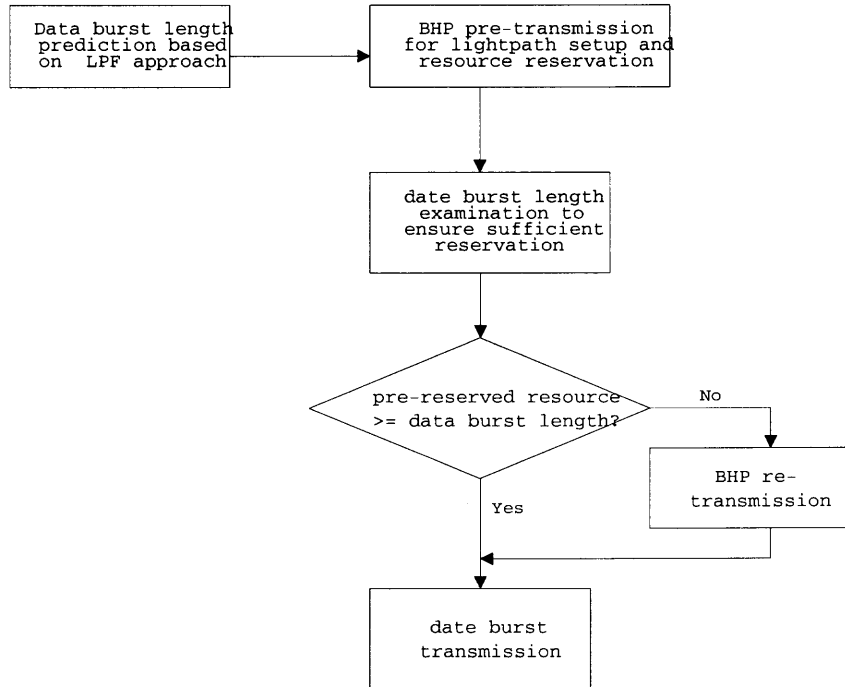 Data burst length
prediction based
on LPF approach
BHP pre-transmission
for lightpath setup and
resource reservation
date burst length
examination to
ensure sufficient
reservation
pre-reserved resource
>= data burst length?
No
BHP re-
transmission
Yes
date burst
transmission